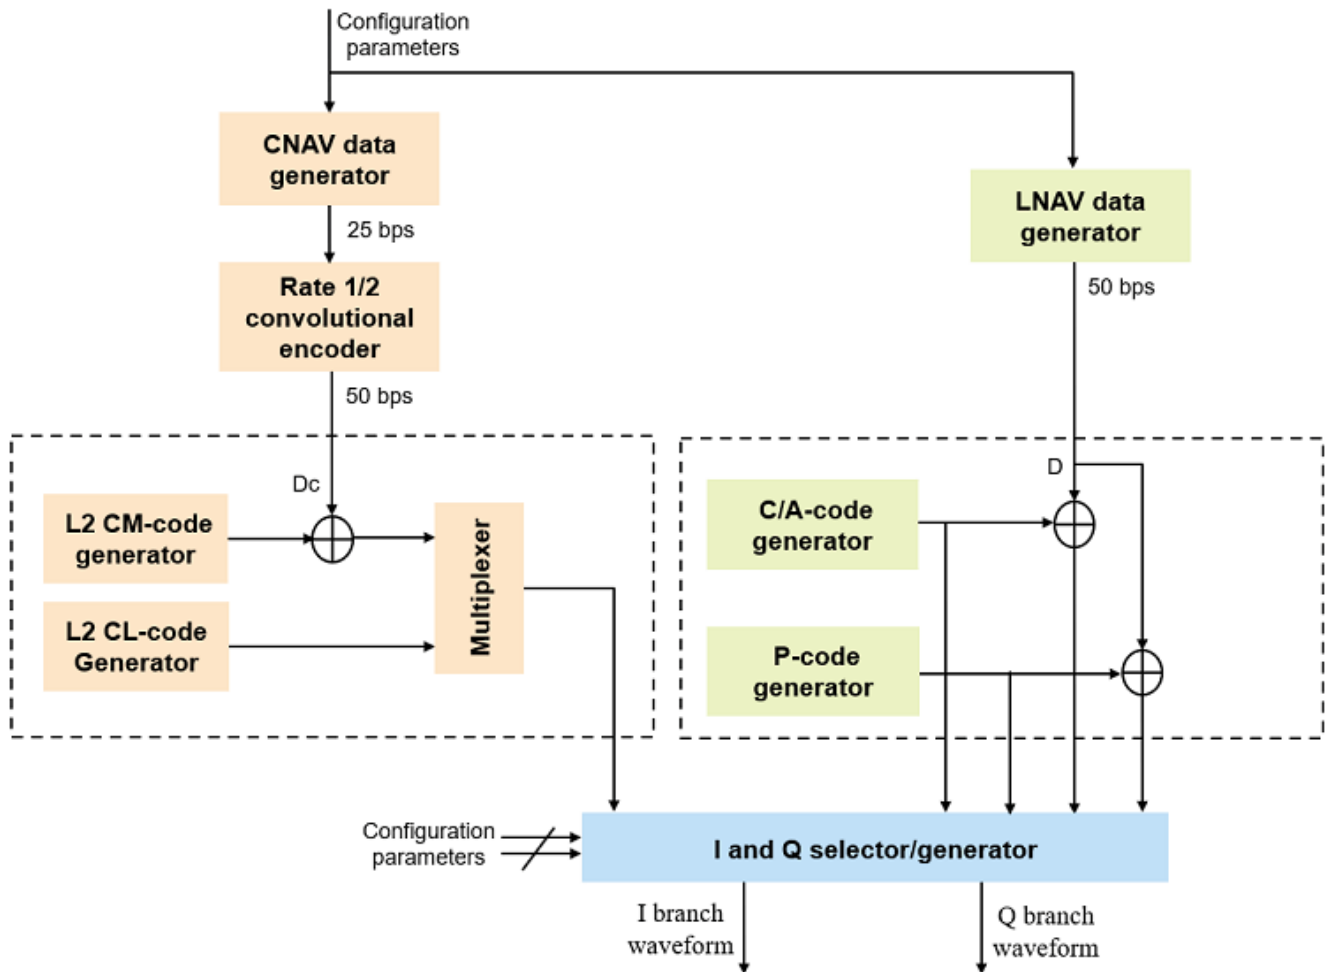 Configuration
parameters
CNAV data
generator
25 bps
Rate 1/2
convolutional
encoder
50 bps
LNAV data
generator
50 bps
Dc
L2 CM-code
generator
L2 CL-code
Generator
Multiplexer
D
C/A-code
generator
P-code
generator
Configuration
parameters
I and Q selector/generator
I branch
waveform
Q branch
waveform